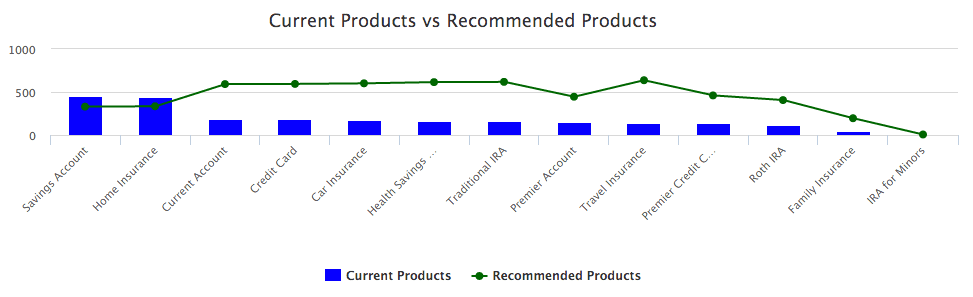 Current Products vs Recommended Products
1000
500
0
Savings Account
Home Insurance
Current Account
Credit Card
Car Insurance
Health Savings ...
Traditional IRA
Premier Account
Travel Insurance
Premier Credit C...
Roth IRA
Family Insurance
IRA for Minors
Current Products
Recommended Products